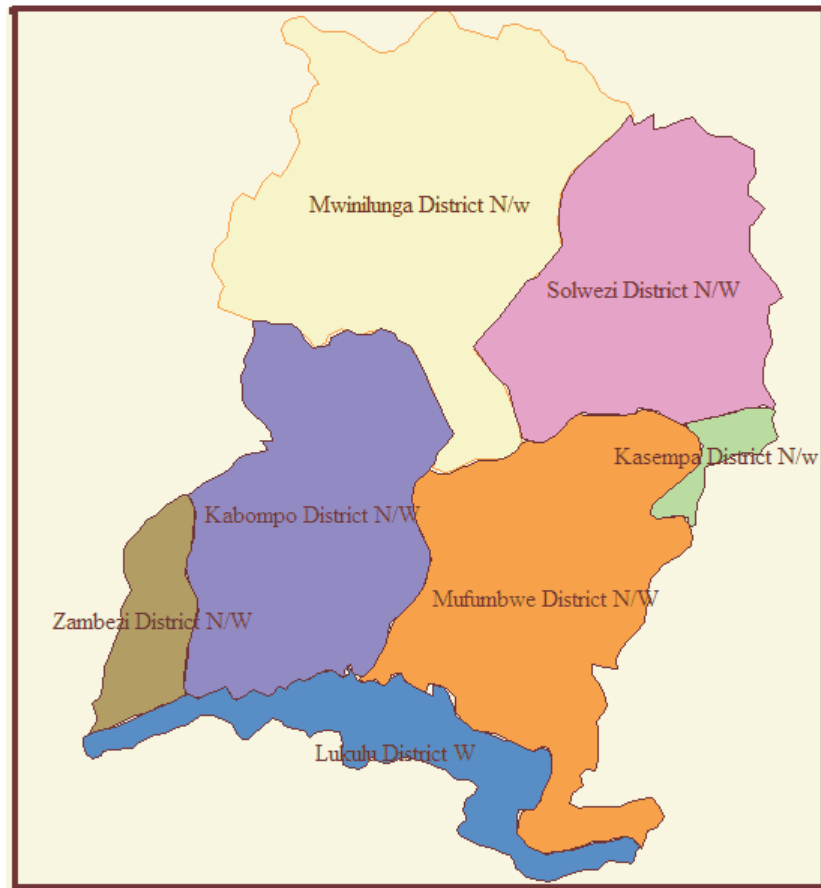 Mwinilunga District N/w
Solwezi District N/W
Kasempa District N/w
Kabompo District N/W
Mufumbwe District N/W
Zambezi District N/W
Lukulu District W